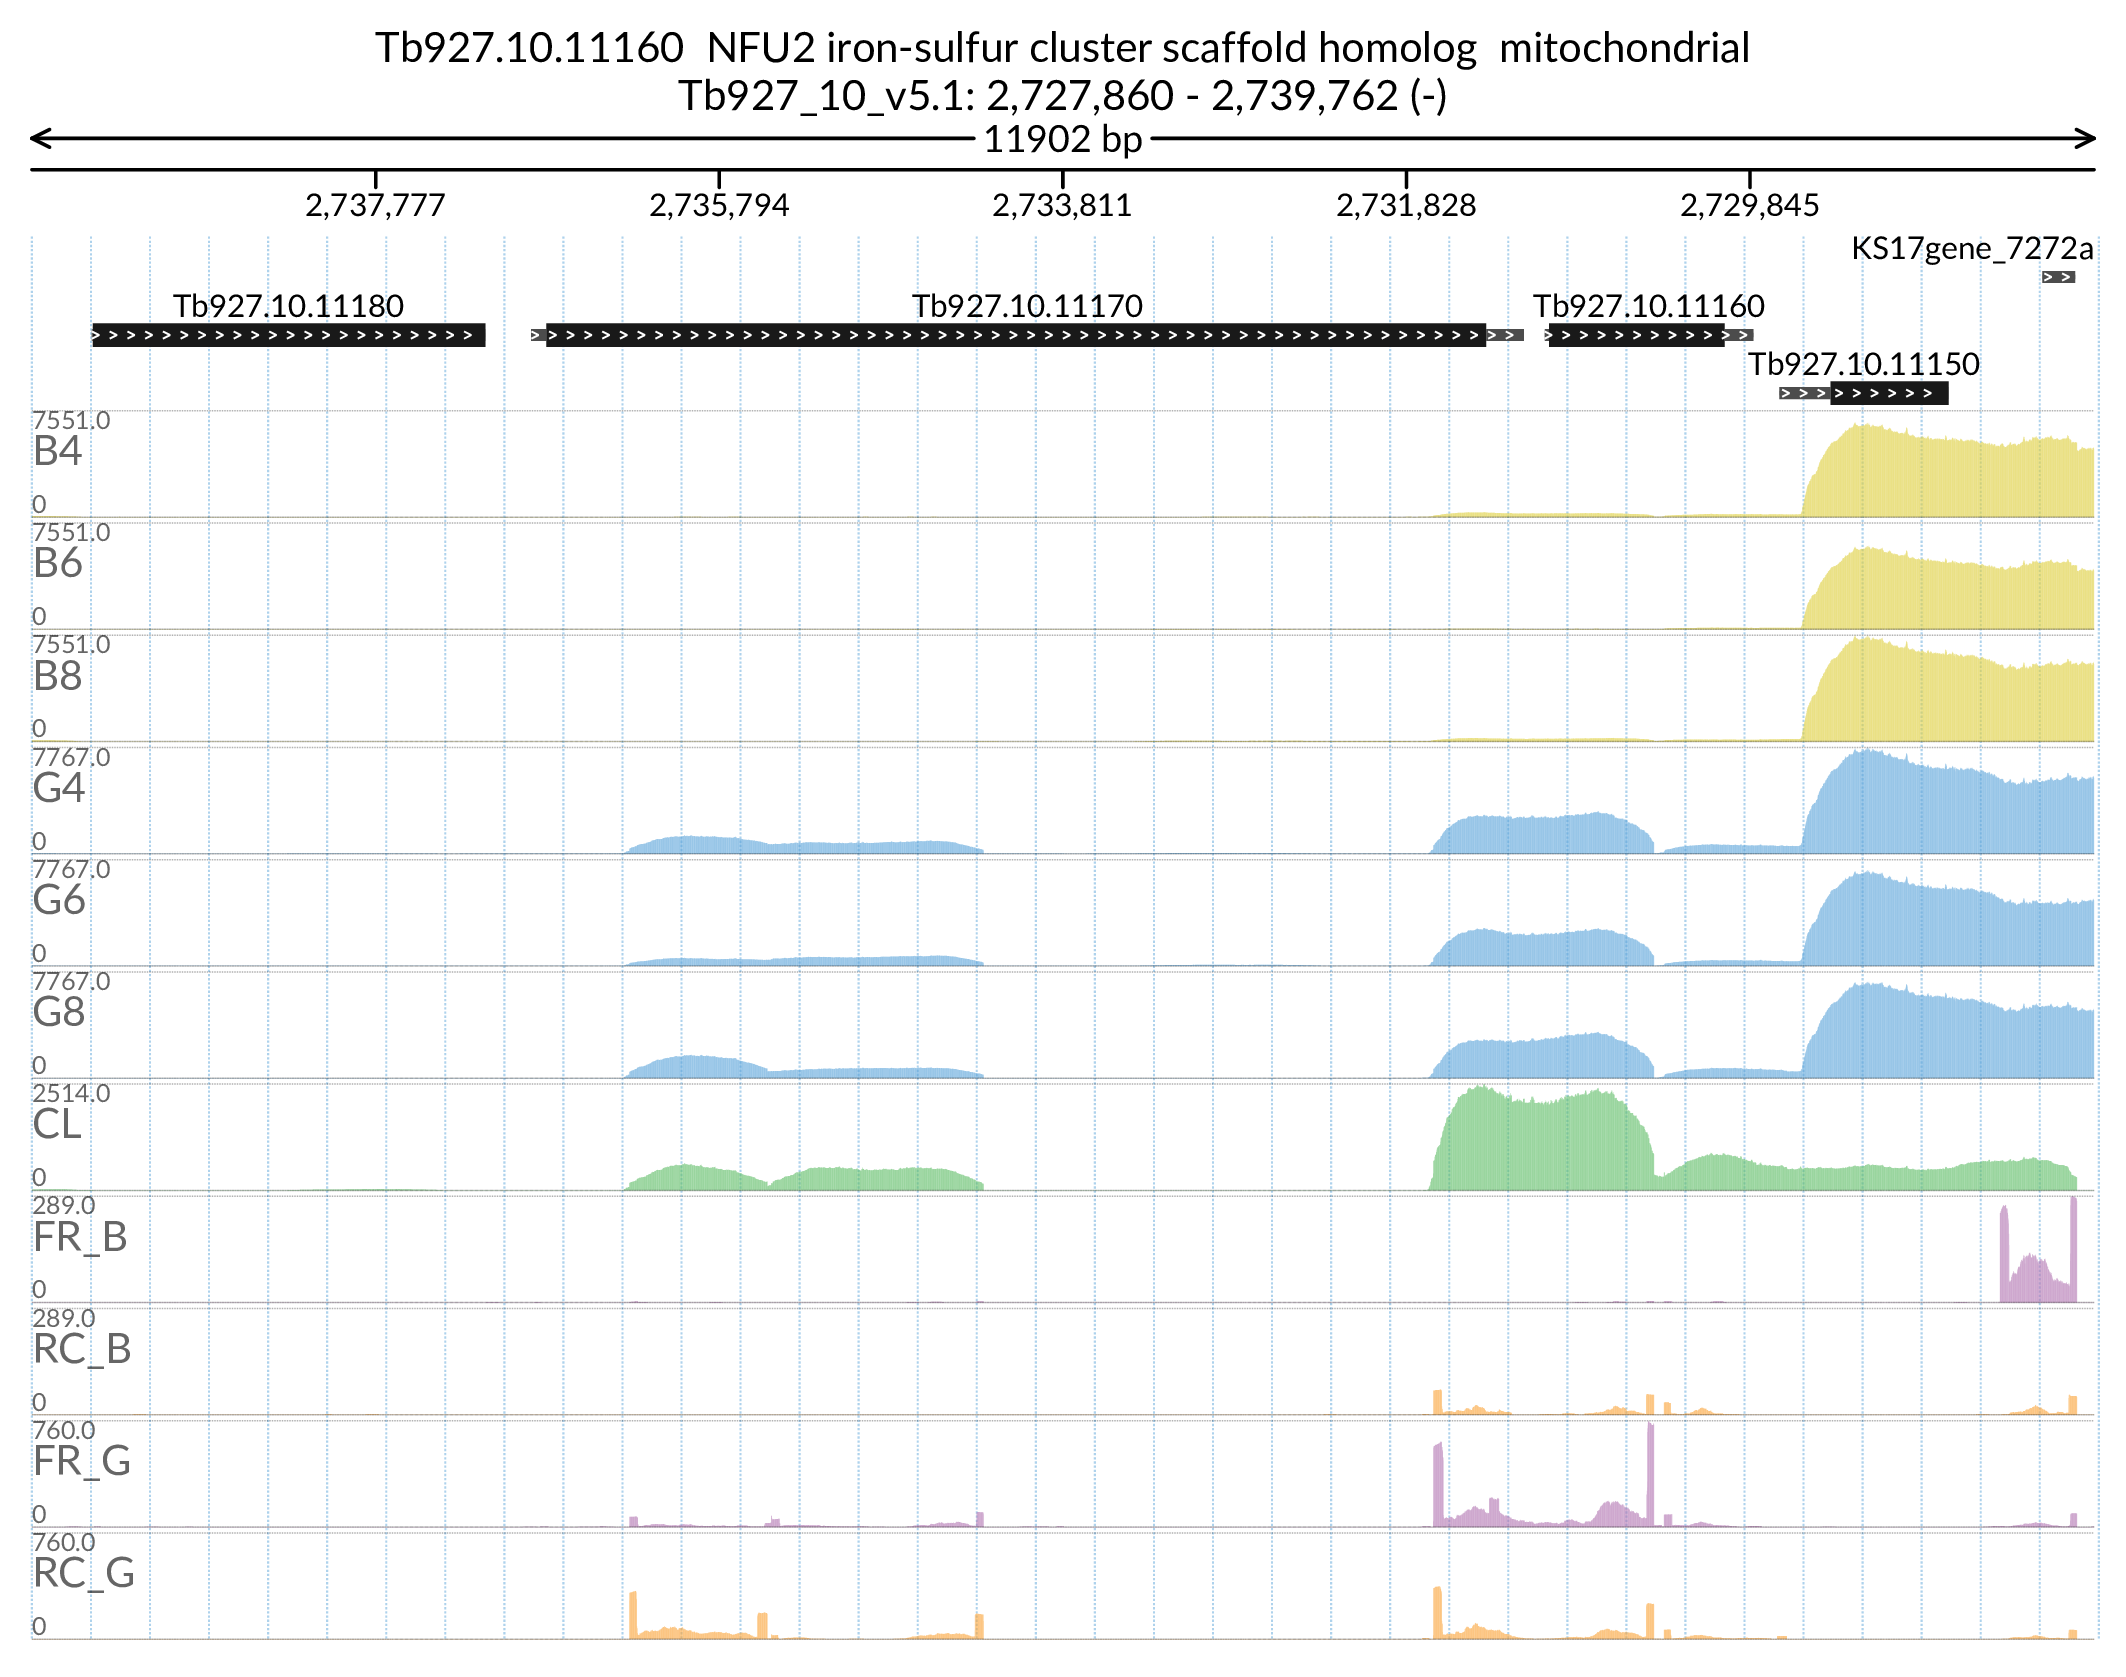 Tb927.10.11160  NFU2 iron-sulfur cluster scaffold homolog  mitochondrial
Tb927_10_v5.1: 2,727,860 - 2,739,762 (-)
11902 bp
2,737,777 2,735,794 2,733,811 2,731,828 2,729,845
KS17gene_7272a
Tb927.10.11180 Tb927.10.11170 Tb927.10.11160
Tb927.10.11150
7551.0
B4
0
7551.0
B6
0
7551.0
B8
0
7767.0
G4
0
7767.0
G6
0
7767.0
G8
0
2514.0
CL
0
289.0
FR_B
0
289.0
RC_B
0
760.0
FR_G
0
760.0
RC_G
0